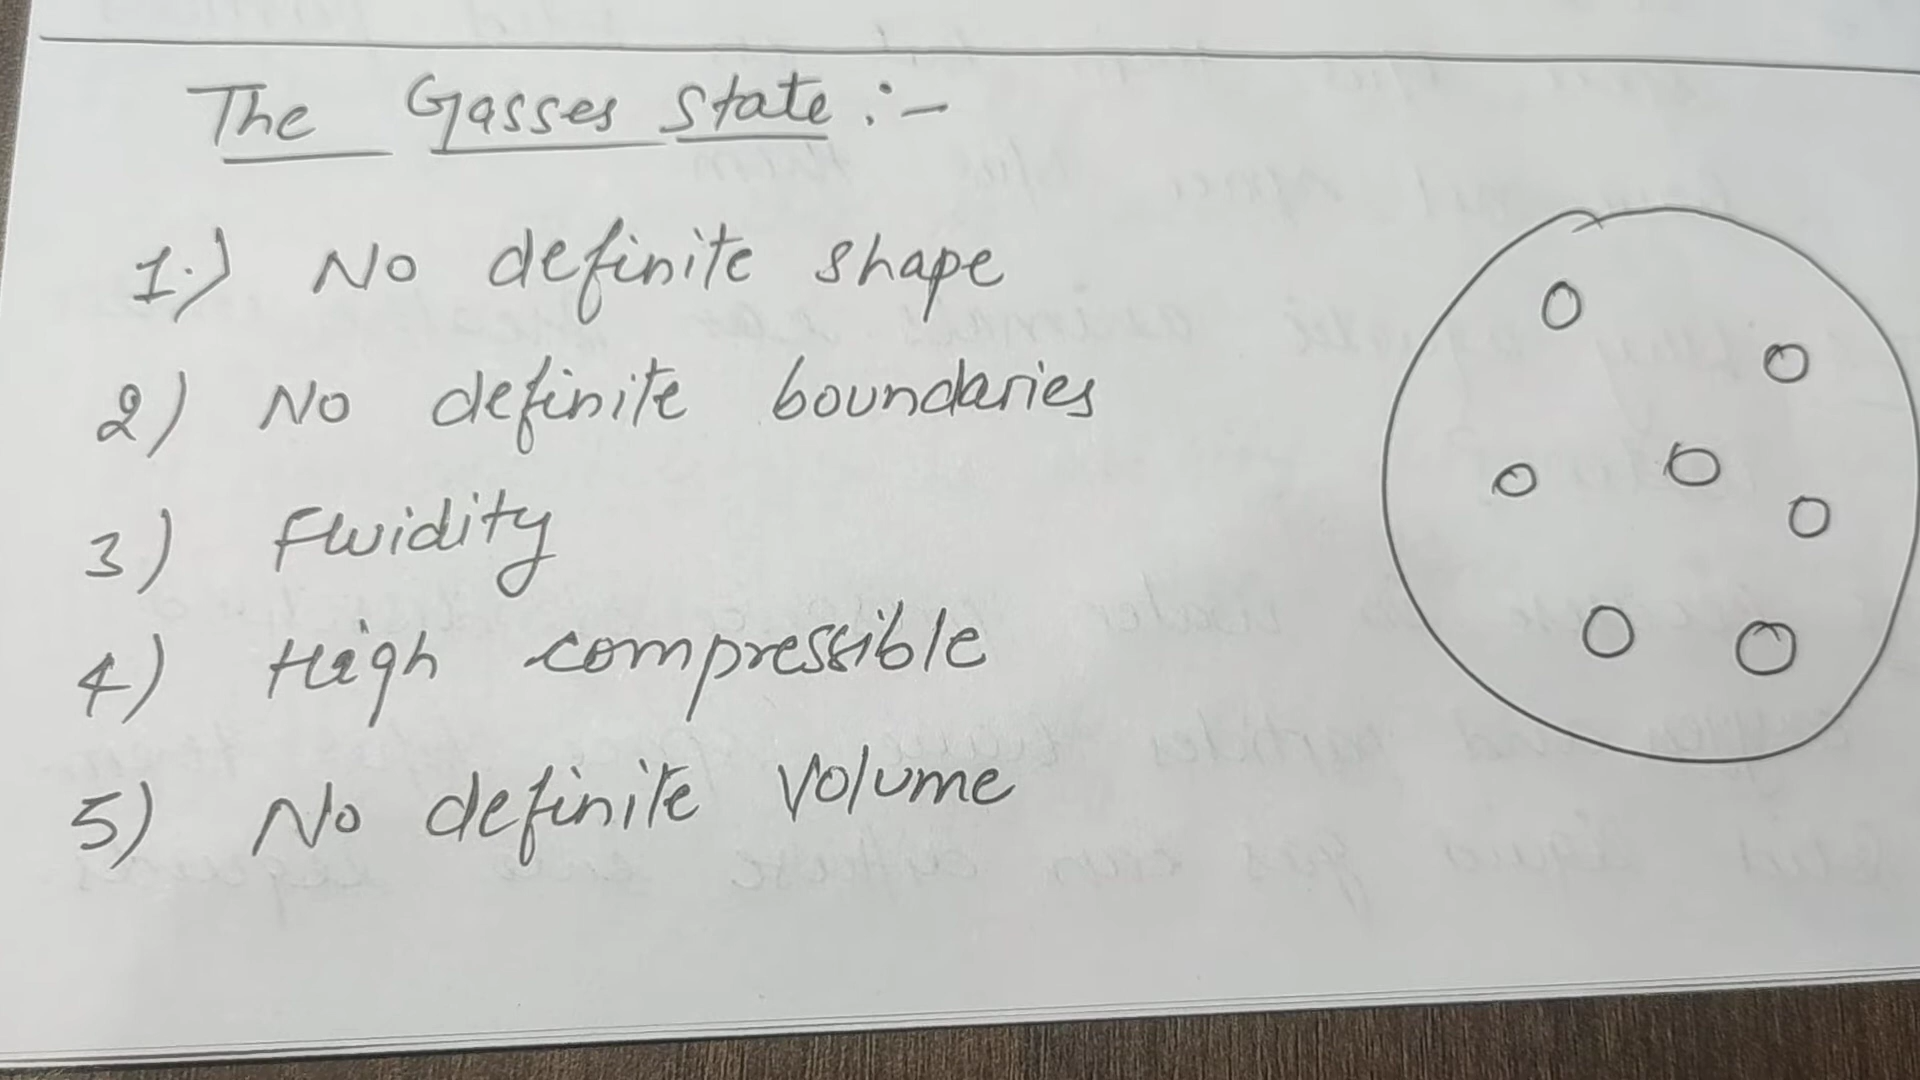 The Gasses state :-
1.) No definite shape
2) No definite boundaries
3) Fluidity
4) High compressible
5) No definite Volume